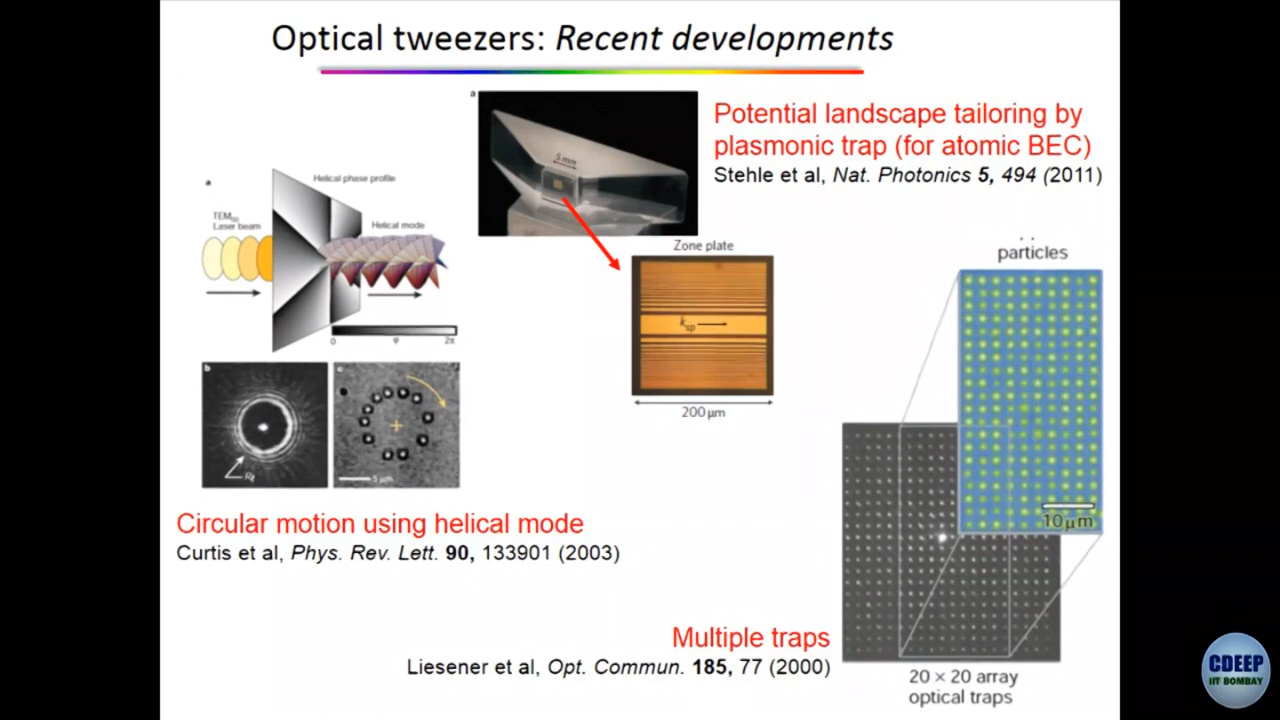 Optical tweezers: Recent developments
a
5 mm
Potential landscape tailoring by
plasmonic trap (for atomic BEC)
Stehle et al, Nat. Photonics 5, 494 (2011)
a
Helical phase profile
TEM00
Laser beam
Helical mode
0
φ
2π
b
c
Rℓ
5 μm
Zone plate
ksp
200 μm
particles
10 μm
Circular motion using helical mode
Curtis et al, Phys. Rev. Lett. 90, 133901 (2003)
Multiple traps
Liesener et al, Opt. Commun. 185, 77 (2000)
20 × 20 array
optical traps
CDEEP
IIT BOMBAY